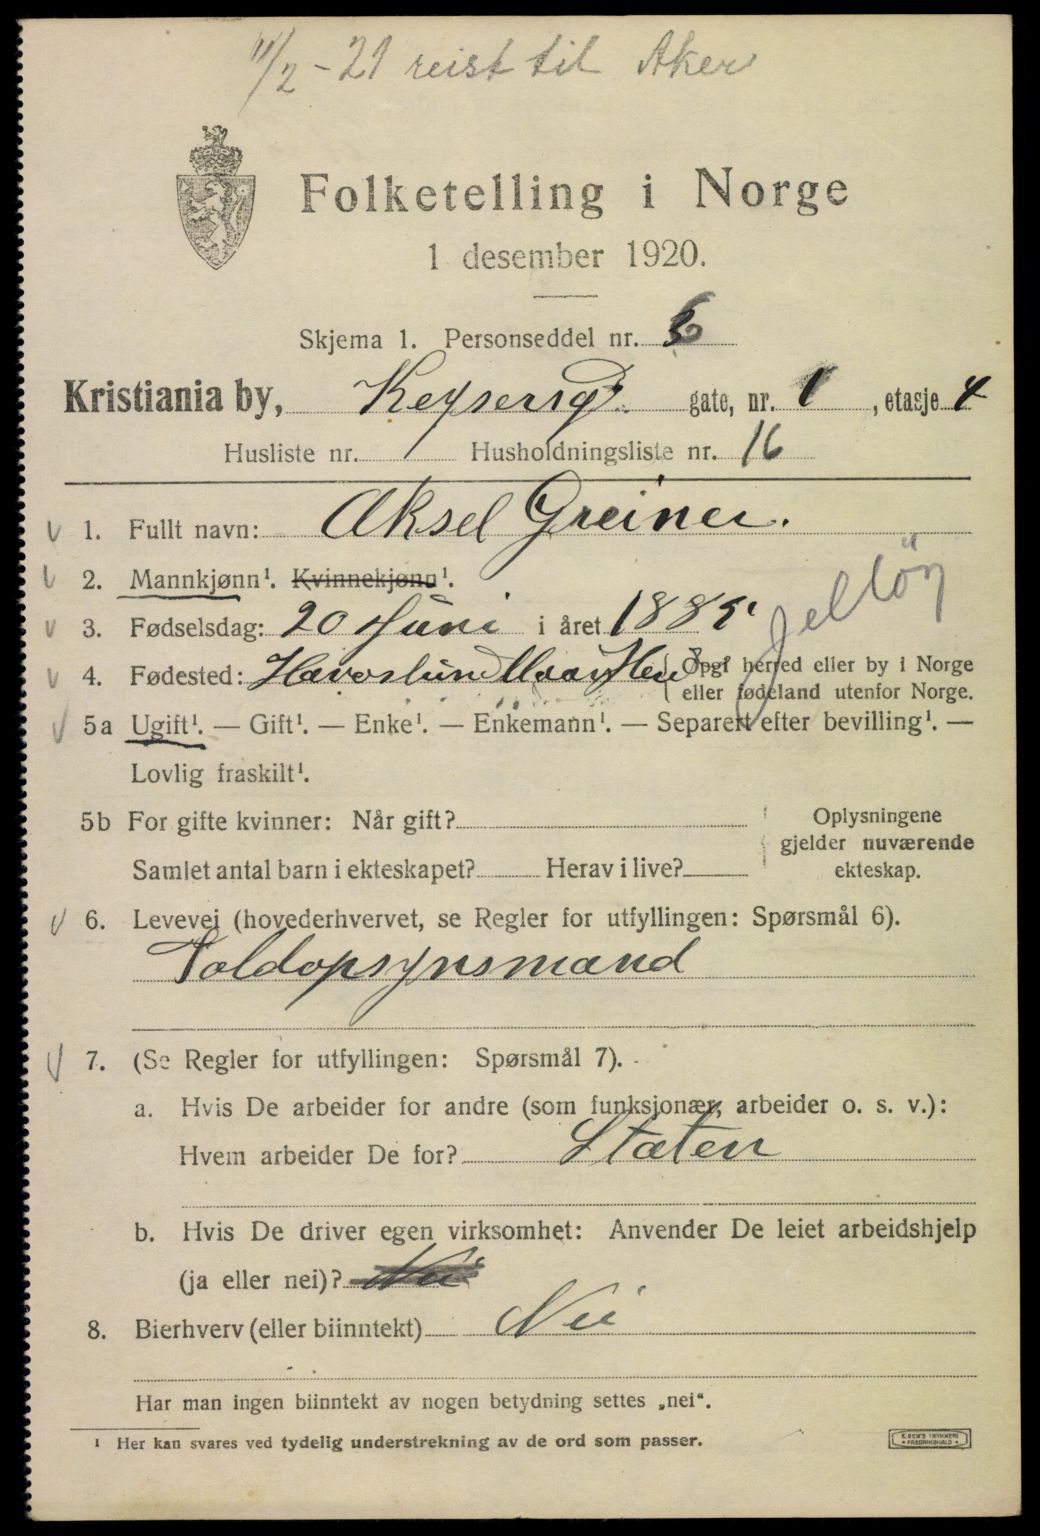 11/2 - 21 reist til Aker
Folketelling i Norge
1 desember 1920.
Skjema 1. Personseddel nr. 6
Kristiania by, Keysersgt. gate, nr. 1, etasje 4
Husliste nr. Husholdningsliste nr. 16
1. Fullt navn: Aksel Greiner.
2. Mannkjønn¹. Kvinnekjønn¹.
3. Fødselsdag: 20 Juni i året 188
Jelöy
4. Fødested: Opgi herred eller by i Norge
eller fødeland utenfor Norge.
5a Ugift¹. — Gift¹. — Enke¹. — Enkemann¹. — Separert efter bevilling¹. —
Lovlig fraskilt¹.
5b For gifte kvinner: Når gift?
Samlet antal barn i ekteskapet? Herav i live?
Oplysningene
gjelder nuværende
ekteskap.
6. Levevei (hovederhvervet, se Regler for utfyllingen: Spørsmål 6).
Toldopsynsmand
7. (Se Regler for utfyllingen: Spørsmål 7).
a. Hvis De arbeider for andre (som funksjonær, arbeider o. s. v.):
Hvem arbeider De for? Staten
b. Hvis De driver egen virksomhet: Anvender De leiet arbeidshjelp
(ja eller nei)? Nei
8. Bierhverv (eller biinntekt) Nei
Har man ingen biinntekt av nogen betydning settes „nei".
¹ Her kan svares ved tydelig understrekning av de ord som passer.